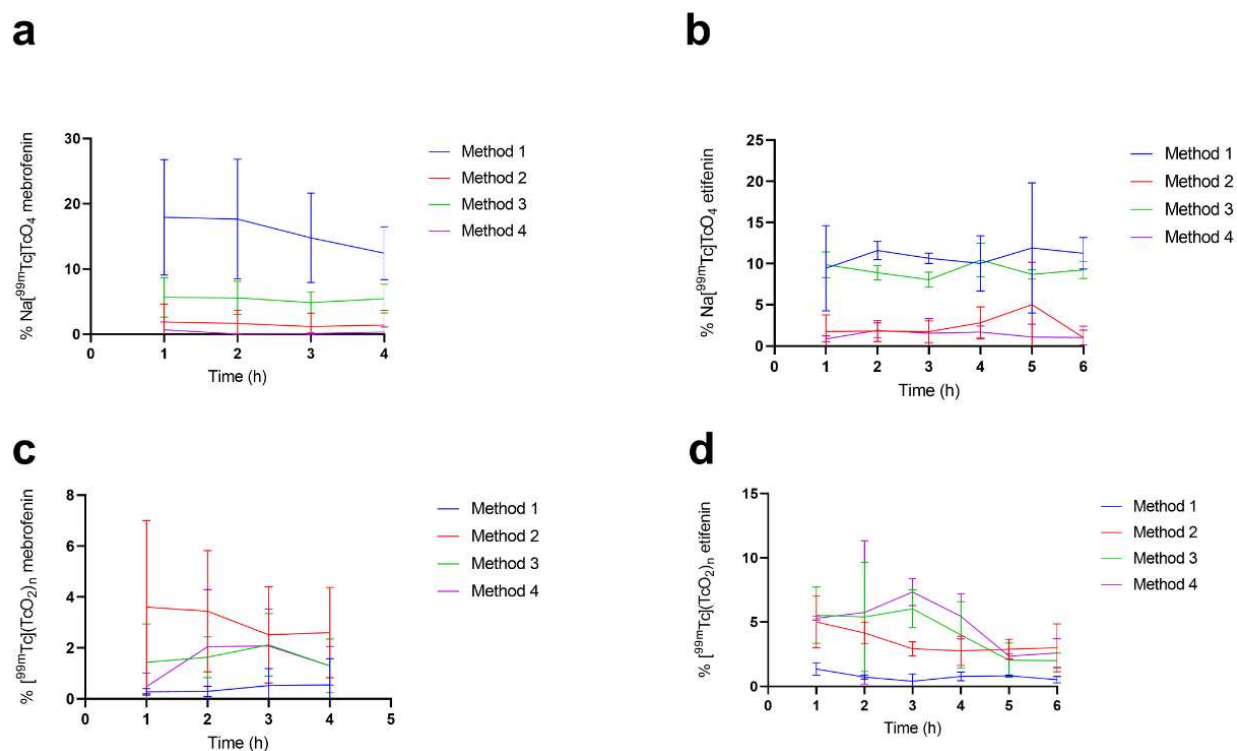 a
% Na[⁹⁹ᵐTc]TcO₄ mebrofenin
30
20
10
0
0 1 2 3 4
Time (h)
Method 1
Method 2
Method 3
Method 4
b
% Na[⁹⁹ᵐTc]TcO₄ etifenin
25
20
15
10
5
0
0 1 2 3 4 5 6
Time (h)
Method 1
Method 2
Method 3
Method 4
c
% [⁹⁹ᵐTc](TcO₂)ₙ mebrofenin
8
6
4
2
0
0 1 2 3 4 5
Time (h)
Method 1
Method 2
Method 3
Method 4
d
% [⁹⁹ᵐTc](TcO₂)ₙ etifenin
15
10
5
0
0 1 2 3 4 5 6
Time (h)
Method 1
Method 2
Method 3
Method 4